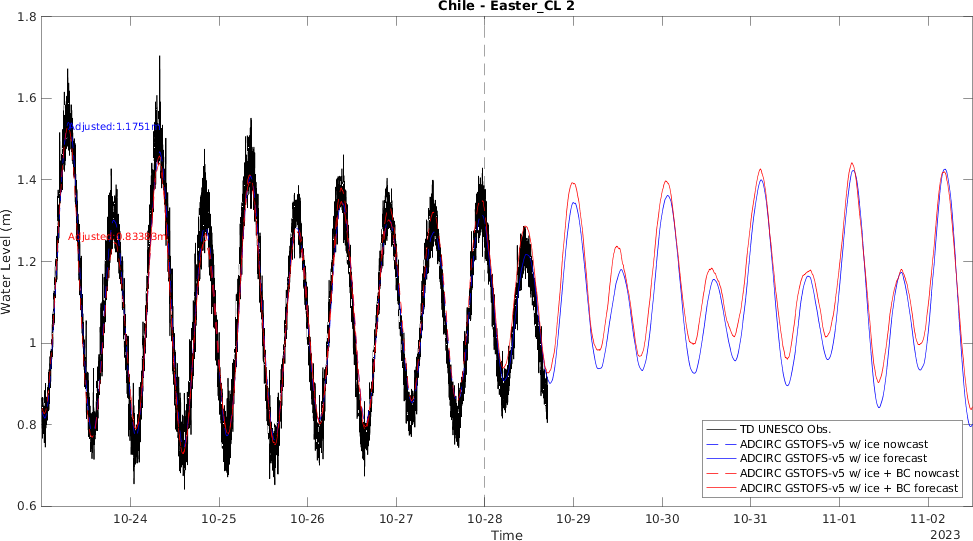 Chile - Easter_CL 2
Water Level (m)
1.8
1.6
1.4
1.2
1
0.8
0.6
Adjusted:1.1751m
Adjusted:0.83383m
TD UNESCO Obs.
ADCIRC GSTOFS-v5 w/ ice nowcast
ADCIRC GSTOFS-v5 w/ ice forecast
ADCIRC GSTOFS-v5 w/ ice + BC nowcast
ADCIRC GSTOFS-v5 w/ ice + BC forecast
10-24 10-25 10-26 10-27 10-28 10-29 10-30 10-31 11-01 11-02
Time
2023